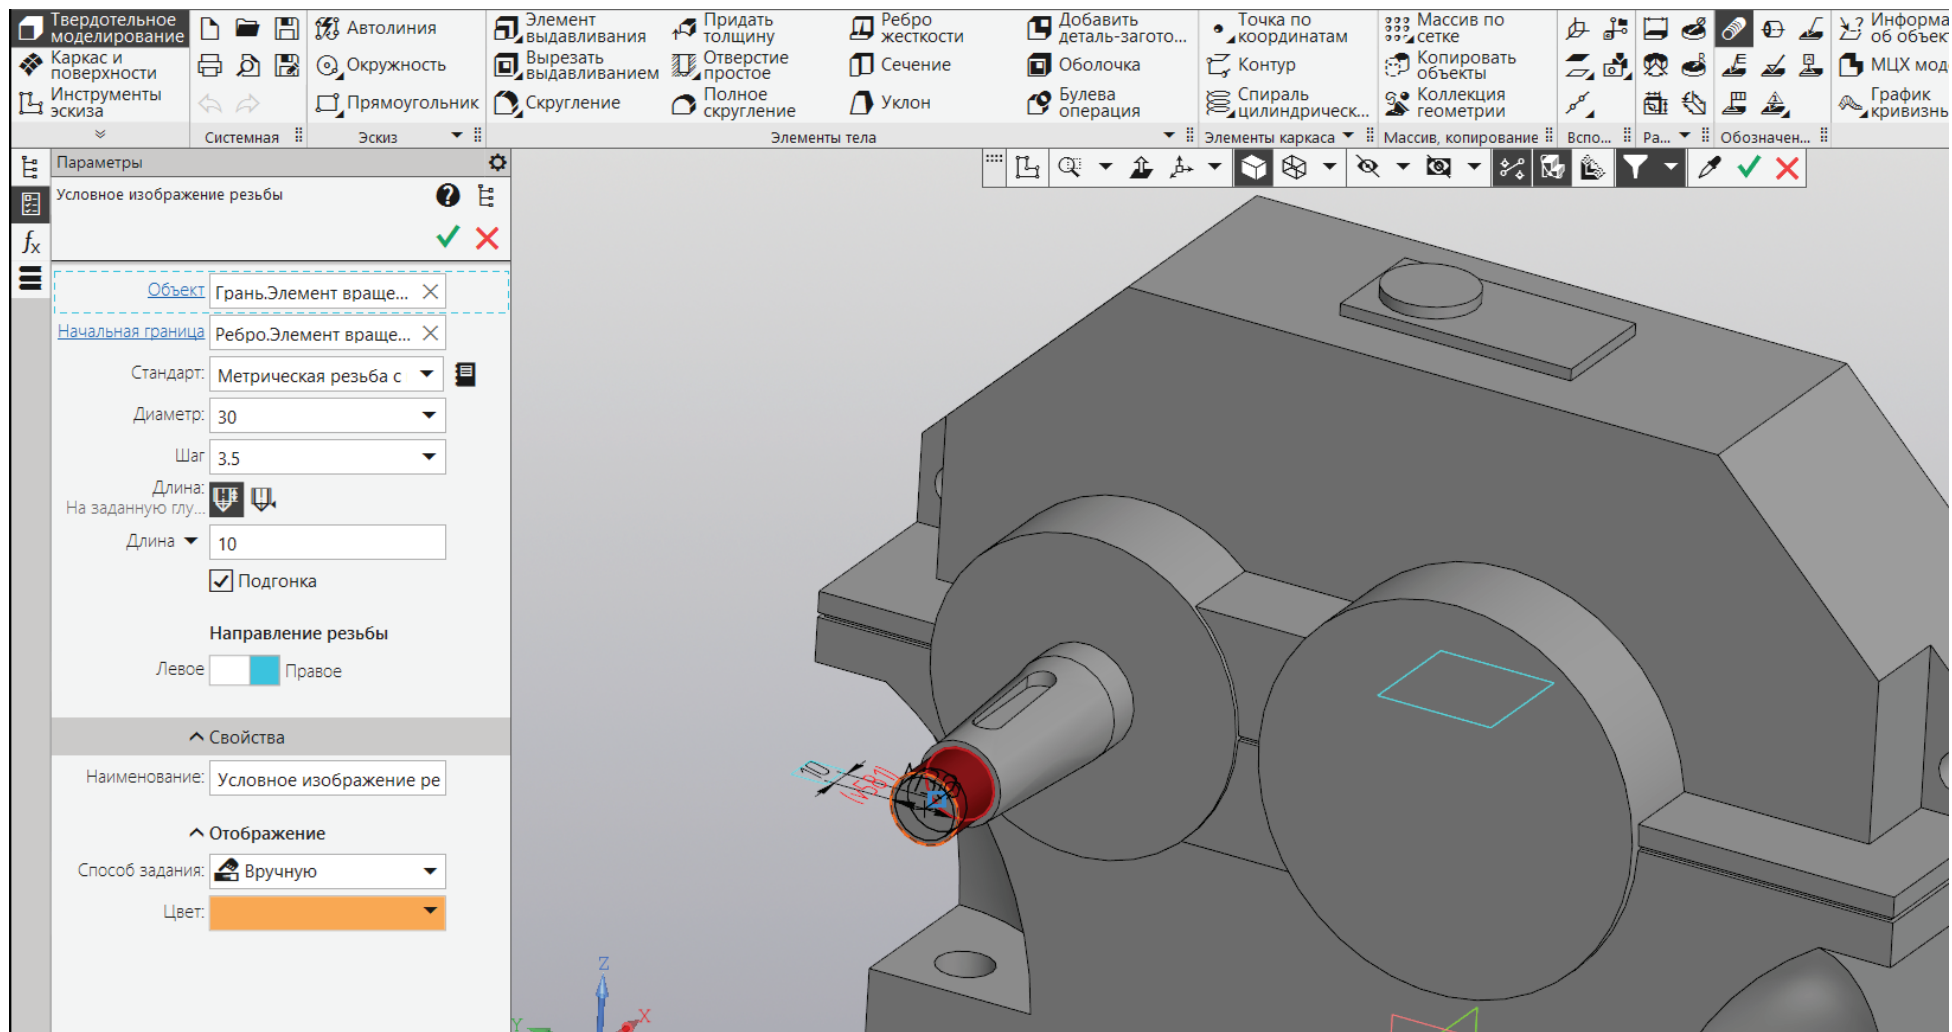 Твердотельное
моделирование
Каркас и
поверхности
Инструменты
эскиза
Системная
Автолиния
Окружность
Прямоугольник
Эскиз
Элемент
выдавливания
Вырезать
выдавливанием
Скругление
Придать
толщину
Отверстие
простое
Полное
скругление
Ребро
жесткости
Сечение
Уклон
Добавить
деталь-загото...
Оболочка
Булева
операция
Элементы тела
Точка по
координатам
Контур
Спираль
цилиндрическ...
Элементы каркаса
Массив по
сетке
Копировать
объекты
Коллекция
геометрии
Массив, копирование
Вспо...
Ра...
Обозначен...
Информа
об объект
МЦХ мод
График
кривизны
Параметры
Условное изображение резьбы
Объект
Грань.Элемент враще...
Начальная граница
Ребро.Элемент враще...
Стандарт:
Метрическая резьба с
Диаметр:
30
Шаг
3.5
Длина:
На заданную глу...
Длина
10
Подгонка
Направление резьбы
Левое
Правое
Свойства
Наименование:
Условное изображение ре
Отображение
Способ задания:
Вручную
Цвет:
10
Z
X
Y